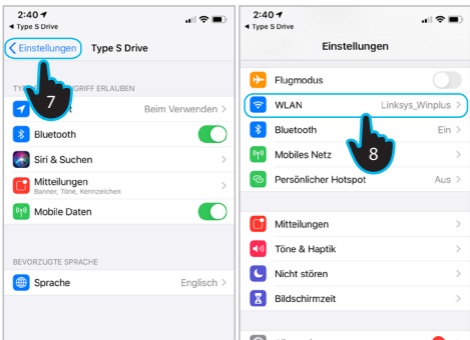 2:40
◀ Type S Drive
Einstellungen
Type S Drive
ERLAUBEN
7
Beim Verwenden
Bluetooth
Siri & Suchen
Mitteilungen
Banner, Töne, Kennzeichen
Mobile Daten
BEVORZUGTE SPRACHE
Sprache
Englisch
2:40
◀ Type S Drive
Einstellungen
Flugmodus
WLAN
Linksys_Winplus
Bluetooth
Ein
8
Mobiles Netz
Persönlicher Hotspot
Aus
Mitteilungen
Töne & Haptik
Nicht stören
Bildschirmzeit